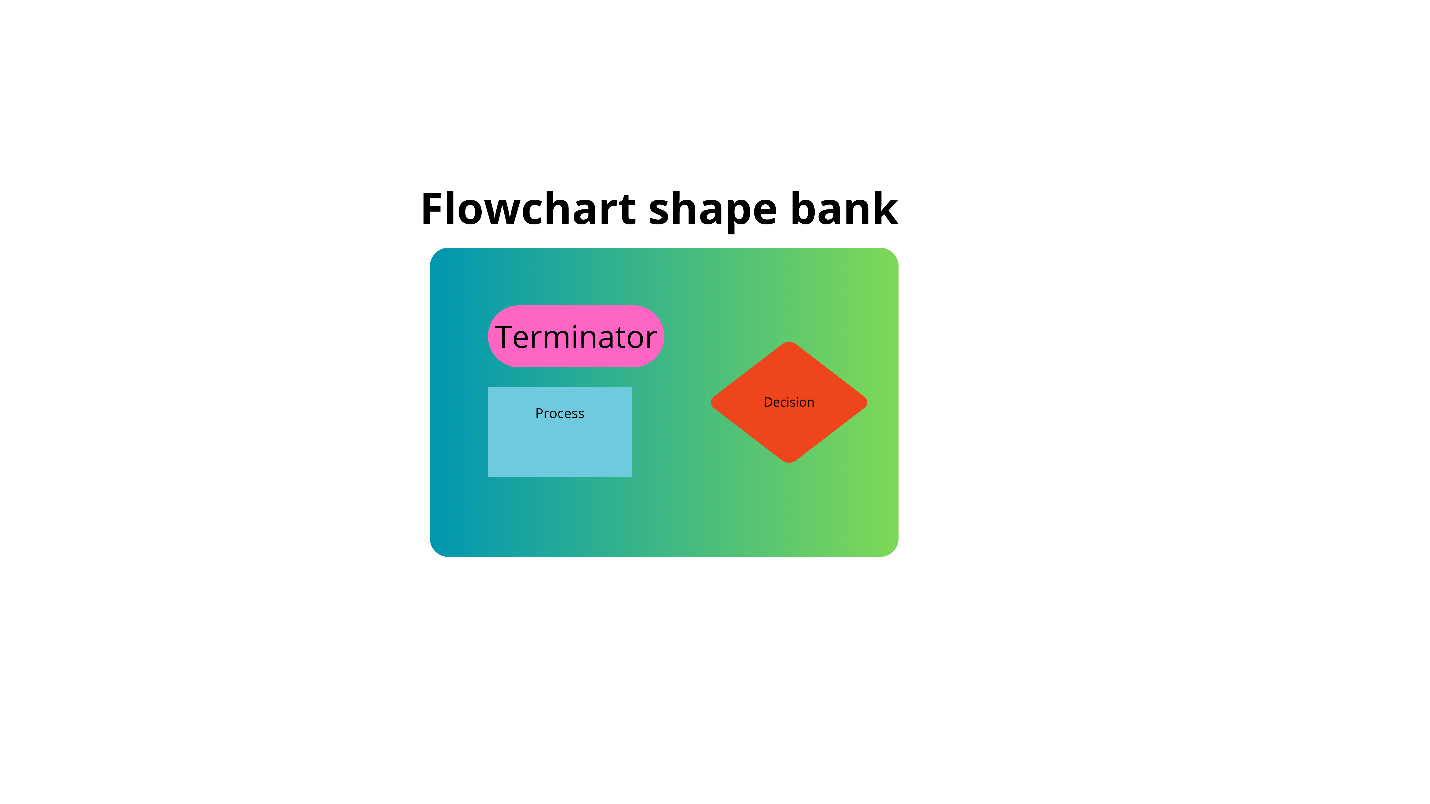 Flowchart shape bank
Terminator
Process
Decision